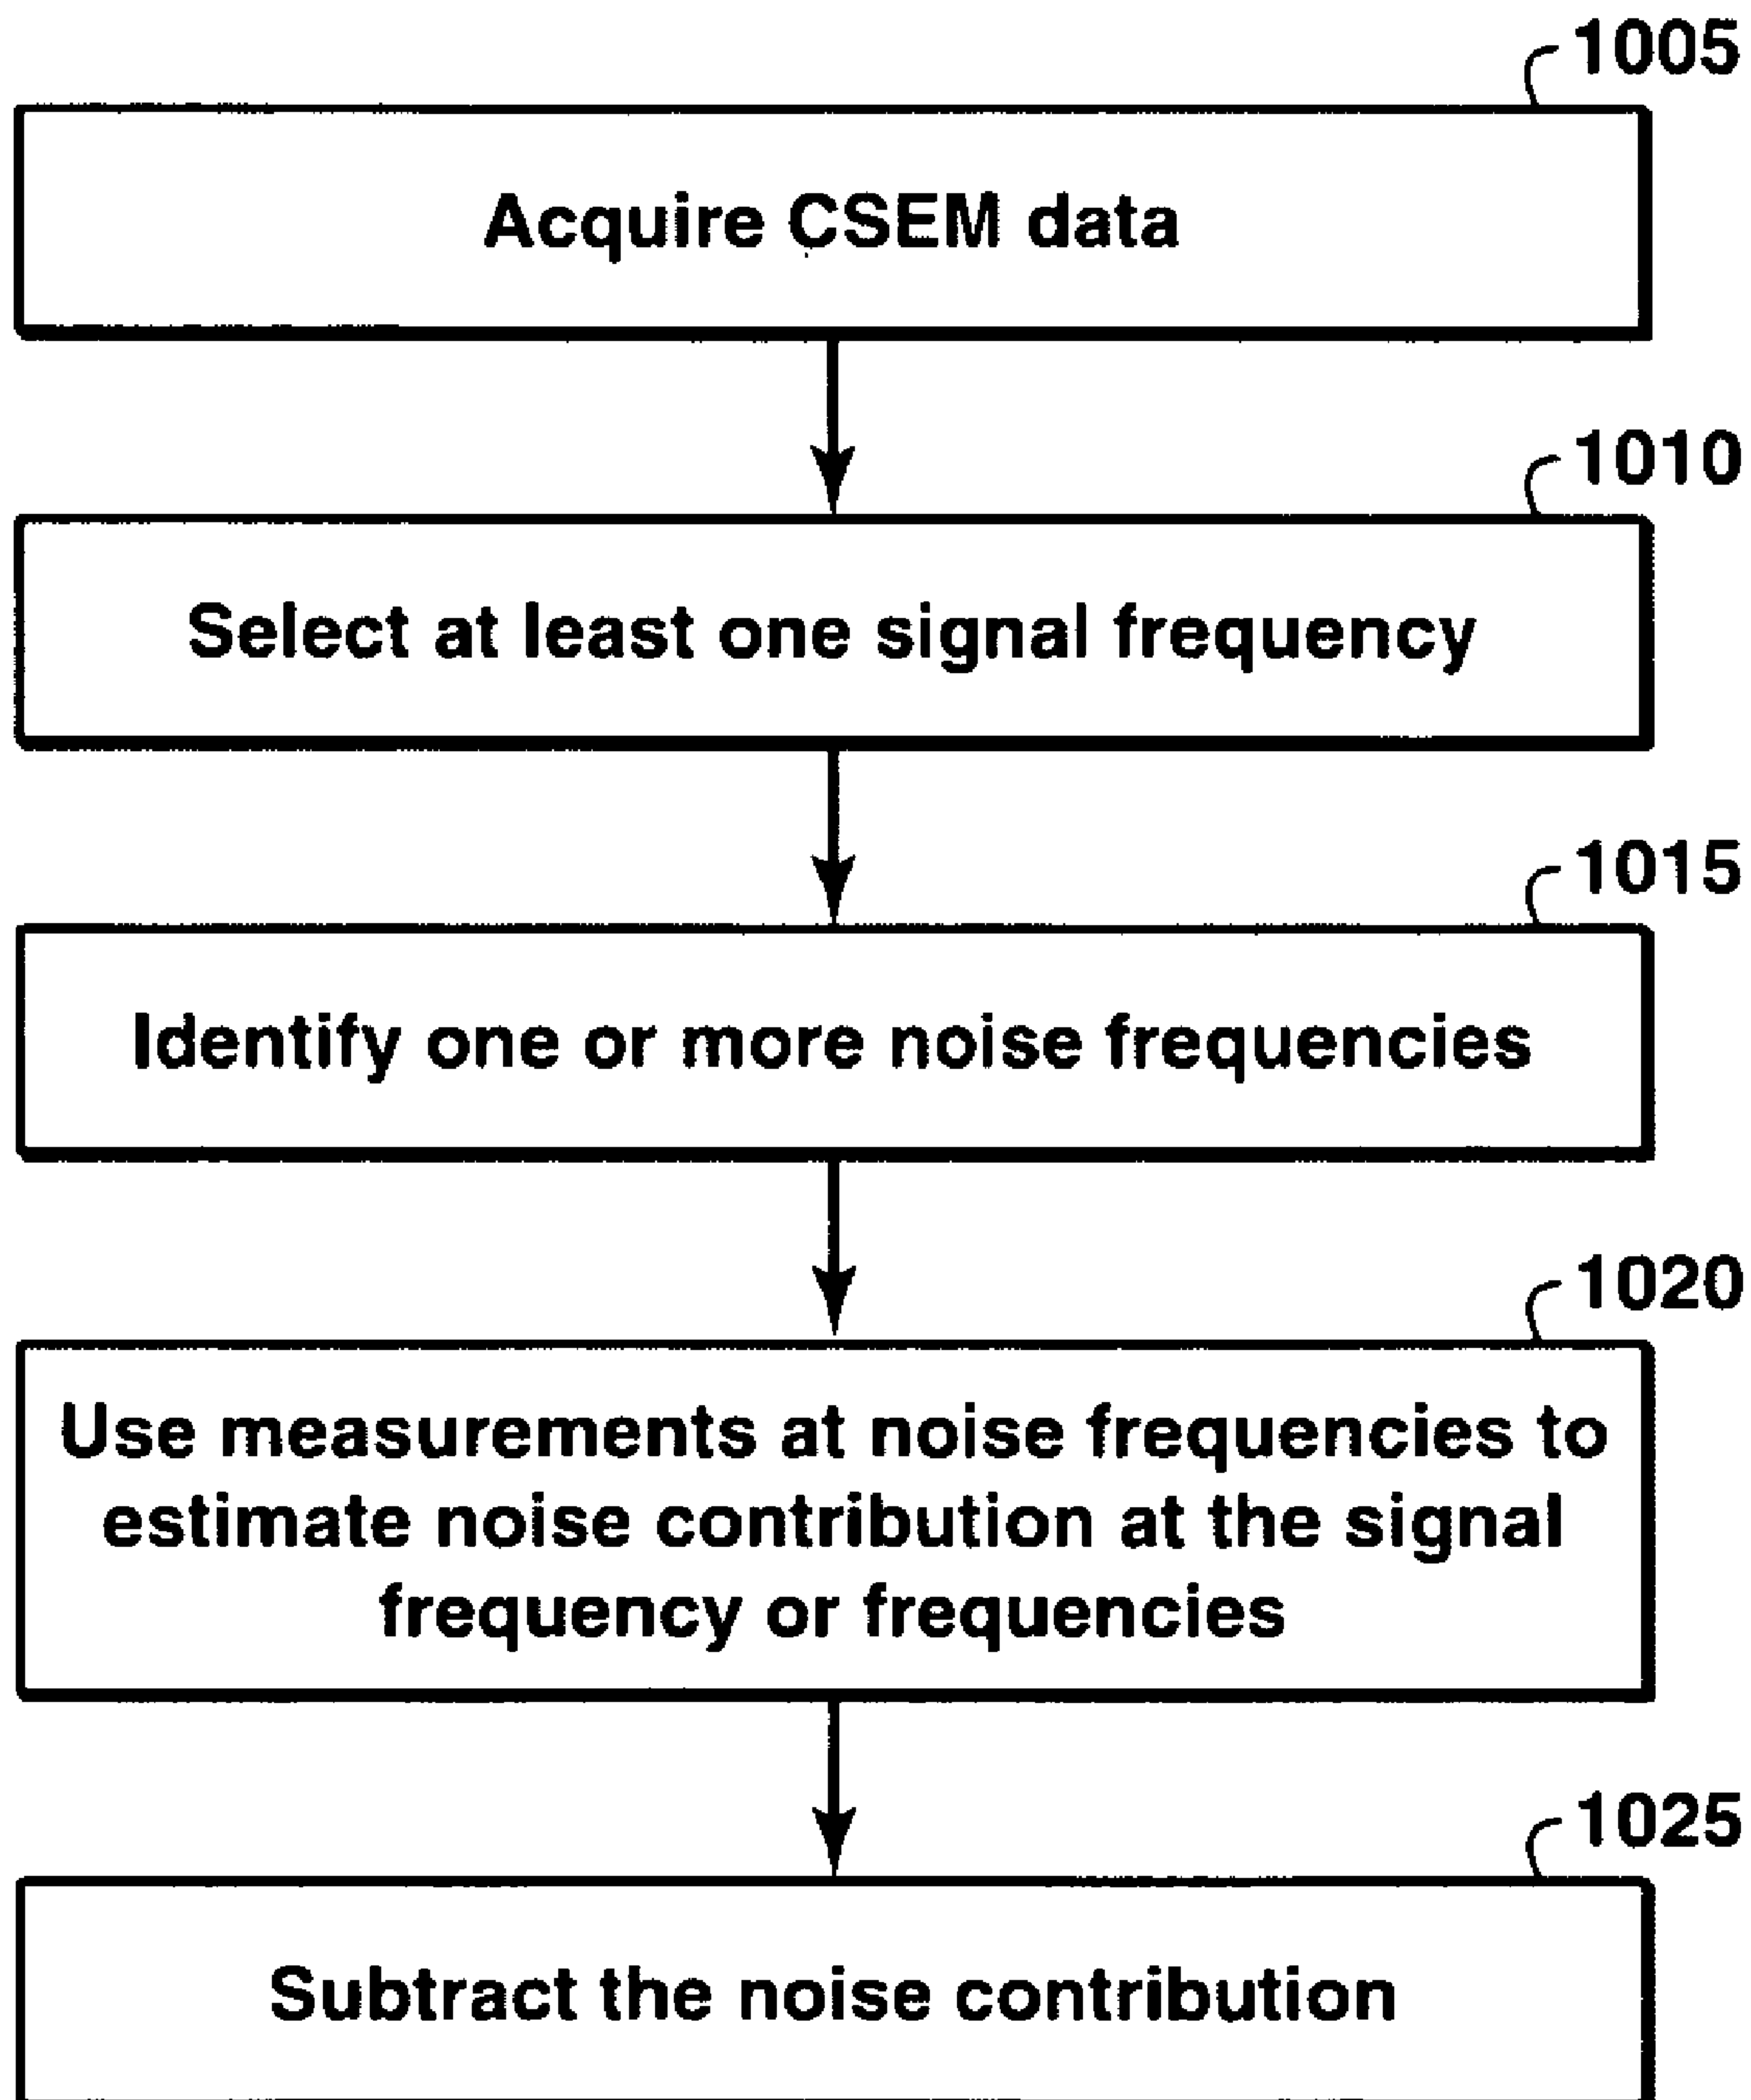 1005
Acquire CSEM data
1010
Select at least one signal frequency
1015
Identify one or more noise frequencies
1020
Use measurements at noise frequencies to
estimate noise contribution at the signal
frequency or frequencies
1025
Subtract the noise contribution